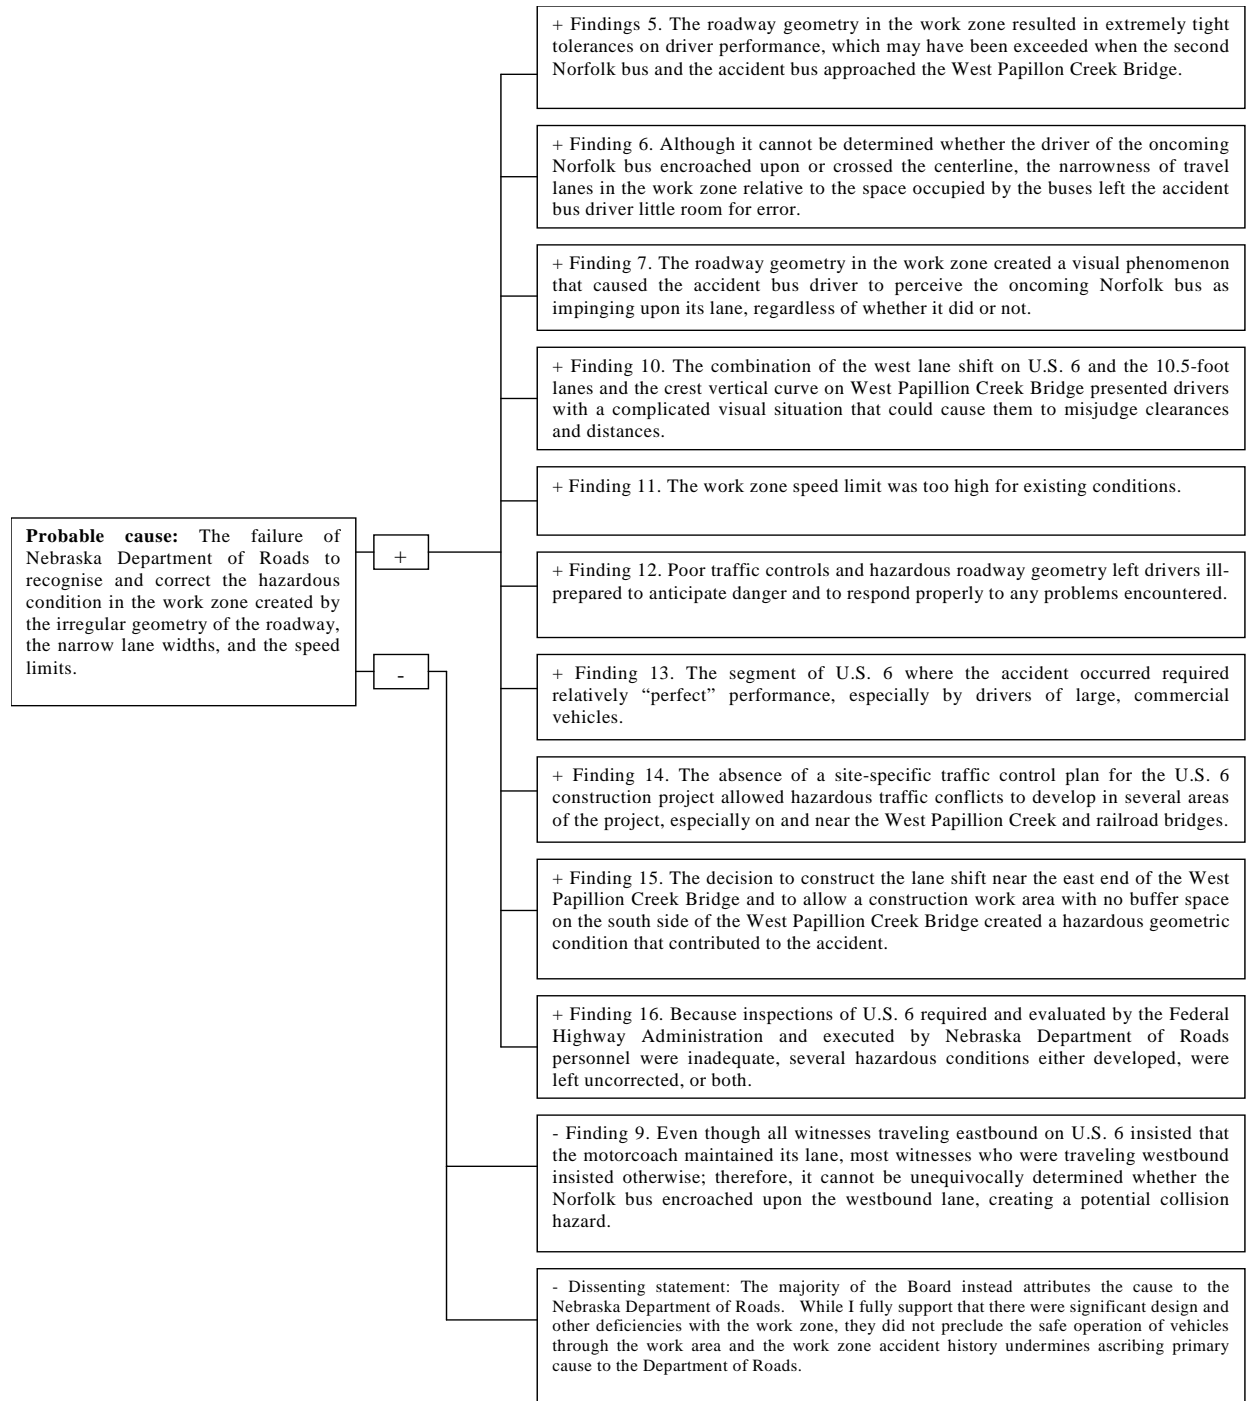 + Findings 5. The roadway geometry in the work zone resulted in extremely tight
tolerances on driver performance, which may have been exceeded when the second
Norfolk bus and the accident bus approached the West Papillon Creek Bridge.
+ Finding 6. Although it cannot be determined whether the driver of the oncoming
Norfolk bus encroached upon or crossed the centerline, the narrowness of travel
lanes in the work zone relative to the space occupied by the buses left the accident
bus driver little room for error.
+ Finding 7. The roadway geometry in the work zone created a visual phenomenon
that caused the accident bus driver to perceive the oncoming Norfolk bus as
impinging upon its lane, regardless of whether it did or not.
+ Finding 10. The combination of the west lane shift on U.S. 6 and the 10.5-foot
lanes and the crest vertical curve on West Papillion Creek Bridge presented drivers
with a complicated visual situation that could cause them to misjudge clearances
and distances.
+ Finding 11. The work zone speed limit was too high for existing conditions.
Probable cause: The failure of
Nebraska Department of Roads to
recognise and correct the hazardous
condition in the work zone created by
the irregular geometry of the roadway,
the narrow lane widths, and the speed
limits.
+
-
+ Finding 12. Poor traffic controls and hazardous roadway geometry left drivers ill-
prepared to anticipate danger and to respond properly to any problems encountered.
+ Finding 13. The segment of U.S. 6 where the accident occurred required
relatively “perfect” performance, especially by drivers of large, commercial
vehicles.
+ Finding 14. The absence of a site-specific traffic control plan for the U.S. 6
construction project allowed hazardous traffic conflicts to develop in several areas
of the project, especially on and near the West Papillion Creek and railroad bridges.
+ Finding 15. The decision to construct the lane shift near the east end of the West
Papillion Creek Bridge and to allow a construction work area with no buffer space
on the south side of the West Papillion Creek Bridge created a hazardous geometric
condition that contributed to the accident.
+ Finding 16. Because inspections of U.S. 6 required and evaluated by the Federal
Highway Administration and executed by Nebraska Department of Roads
personnel were inadequate, several hazardous conditions either developed, were
left uncorrected, or both.
- Finding 9. Even though all witnesses traveling eastbound on U.S. 6 insisted that
the motorcoach maintained its lane, most witnesses who were traveling westbound
insisted otherwise; therefore, it cannot be unequivocally determined whether the
Norfolk bus encroached upon the westbound lane, creating a potential collision
hazard.
- Dissenting statement: The majority of the Board instead attributes the cause to the
Nebraska Department of Roads. While I fully support that there were significant design and
other deficiencies with the work zone, they did not preclude the safe operation of vehicles
through the work area and the work zone accident history undermines ascribing primary
cause to the Department of Roads.